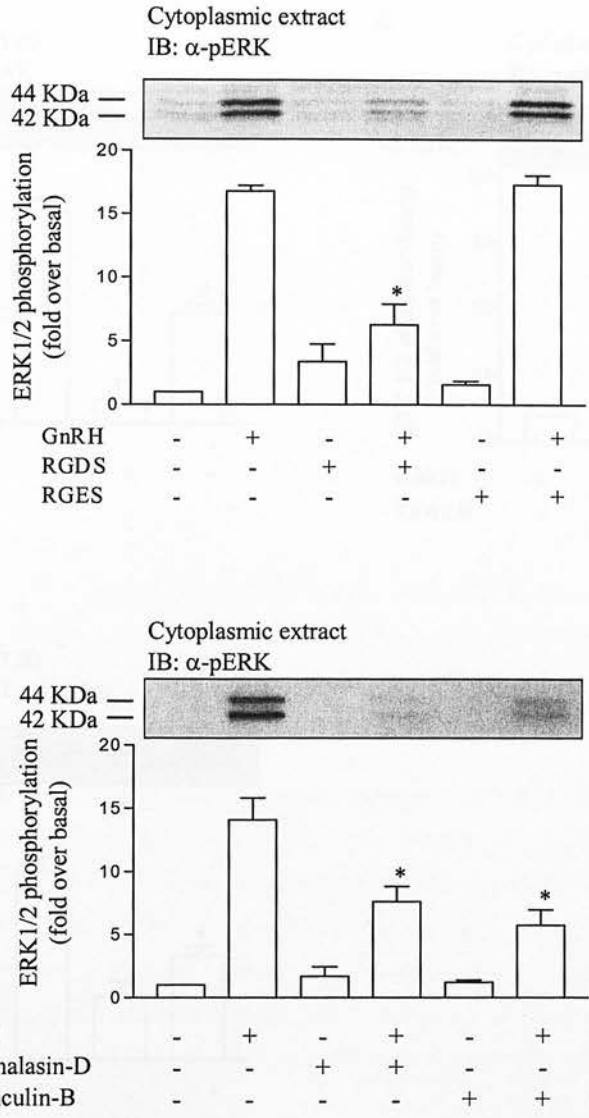 Cytoplasmic extract
IB: α-pERK
44 KDa
42 KDa
ERK1/2 phosphorylation
(fold over basal)
20
15
10
5
0
*
GnRH - + - + - +
RGDS - - + + - -
RGES - - - - + +
Cytoplasmic extract
IB: α-pERK
44 KDa
42 KDa
ERK1/2 phosphorylation
(fold over basal)
20
15
10
5
0
* *
- + - + - +
nalasin-D - - + + - -
nculin-B - - - - + +